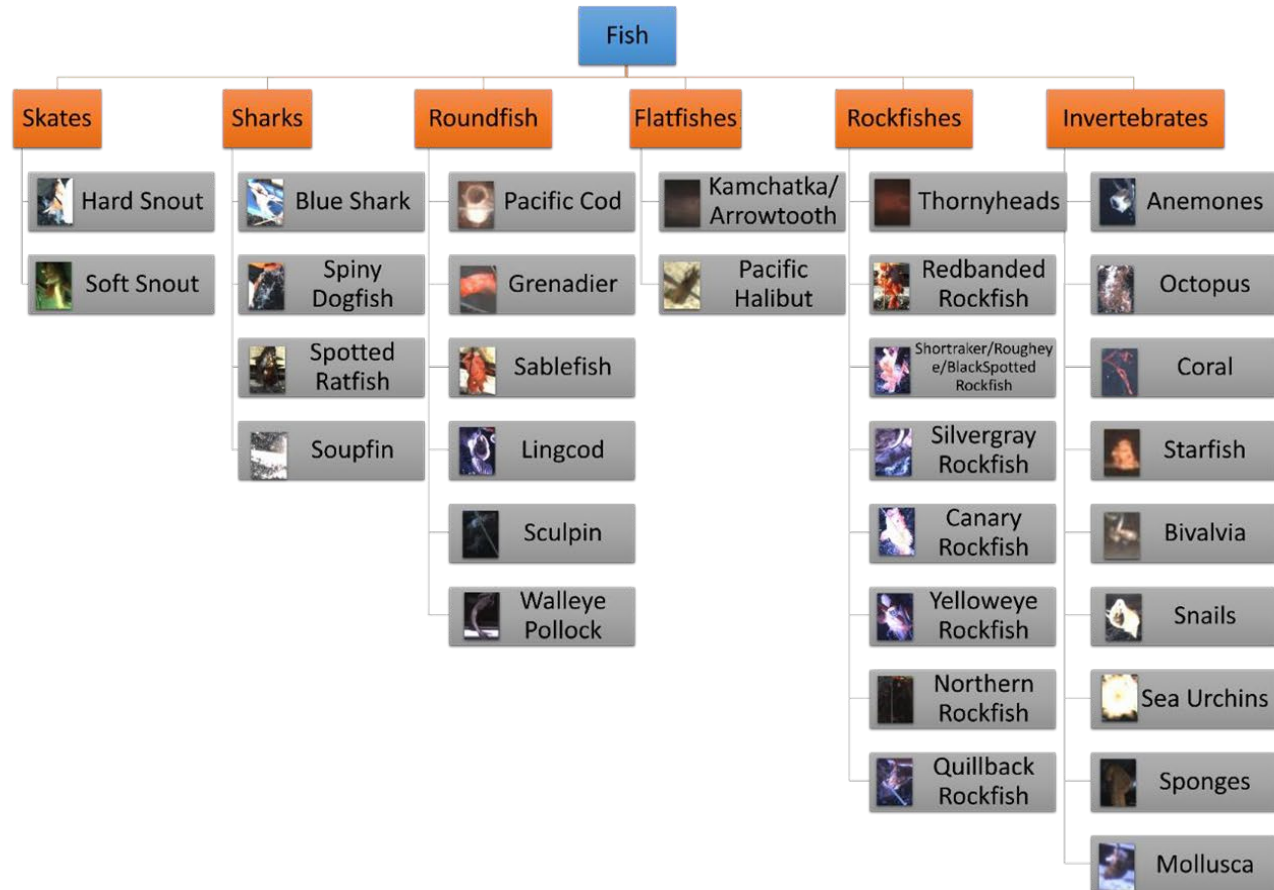 Fish
Skates
Sharks
Roundfish
Flatfishes
Rockfishes
Invertebrates
Hard Snout
Soft Snout
Blue Shark
Spiny
Dogfish
Spotted
Ratfish
Soupfin
Pacific Cod
Grenadier
Sablefish
Lingcod
Sculpin
Walleye
Pollock
Kamchatka/
Arrowtooth
Pacific
Halibut
Thornyheads
Redbanded
Rockfish
Shortraker/Roughey
e/BlackSpotted
Rockfish
Silvergray
Rockfish
Canary
Rockfish
Yelloweye
Rockfish
Northern
Rockfish
Quillback
Rockfish
Anemones
Octopus
Coral
Starfish
Bivalvia
Snails
Sea Urchins
Sponges
Mollusca